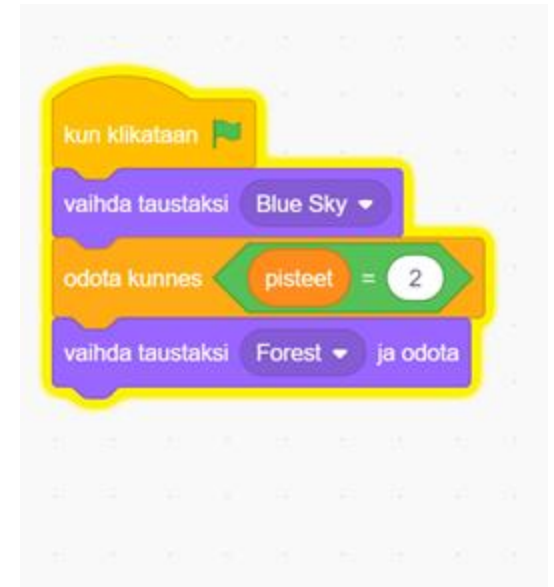 kun klikataan
vaihda taustaksi Blue Sky
odota kunnes pisteet = 2
vaihda taustaksi Forest ja odota